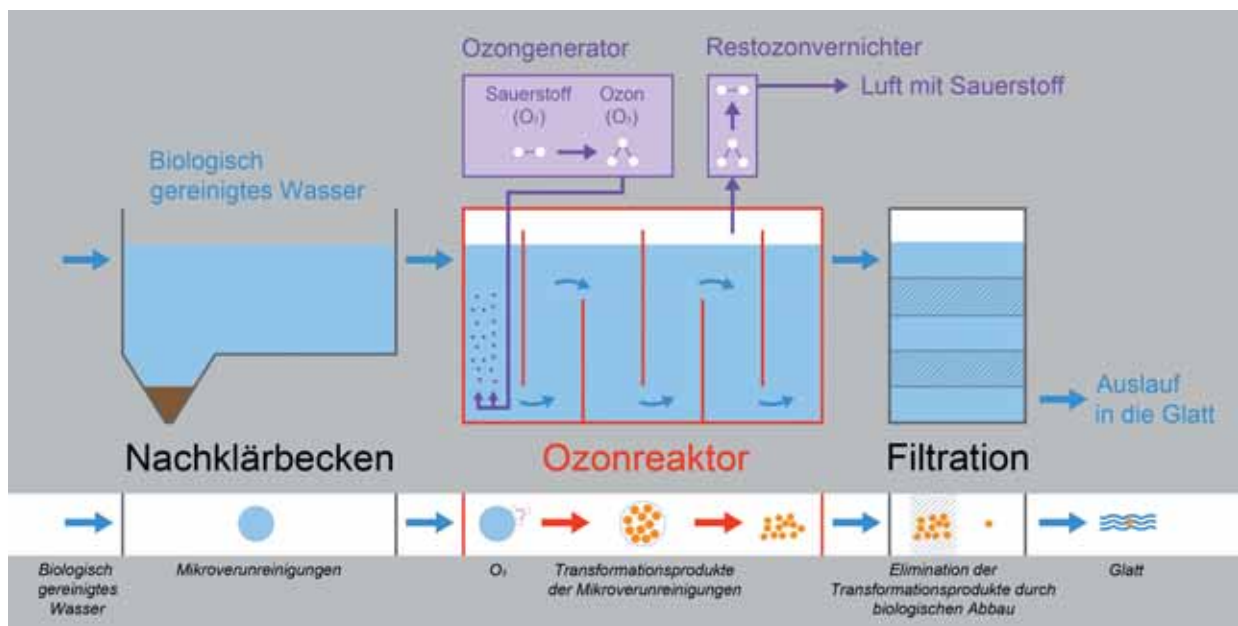 Ozongenerator
Restozonvernichter
Sauerstoff
(O₂)
Ozon
(O₃)
Luft mit Sauerstoff
Biologisch
gereinigtes Wasser
Auslauf
in die Glatt
Nachklärbecken
Ozonreaktor
Filtration
?
Biologisch
gereinigtes
Wasser
Mikroverunreinigungen
O₃
Transformationsprodukte
der Mikroverunreinigungen
Elimination der
Transformationsprodukte durch
biologischen Abbau
Glatt